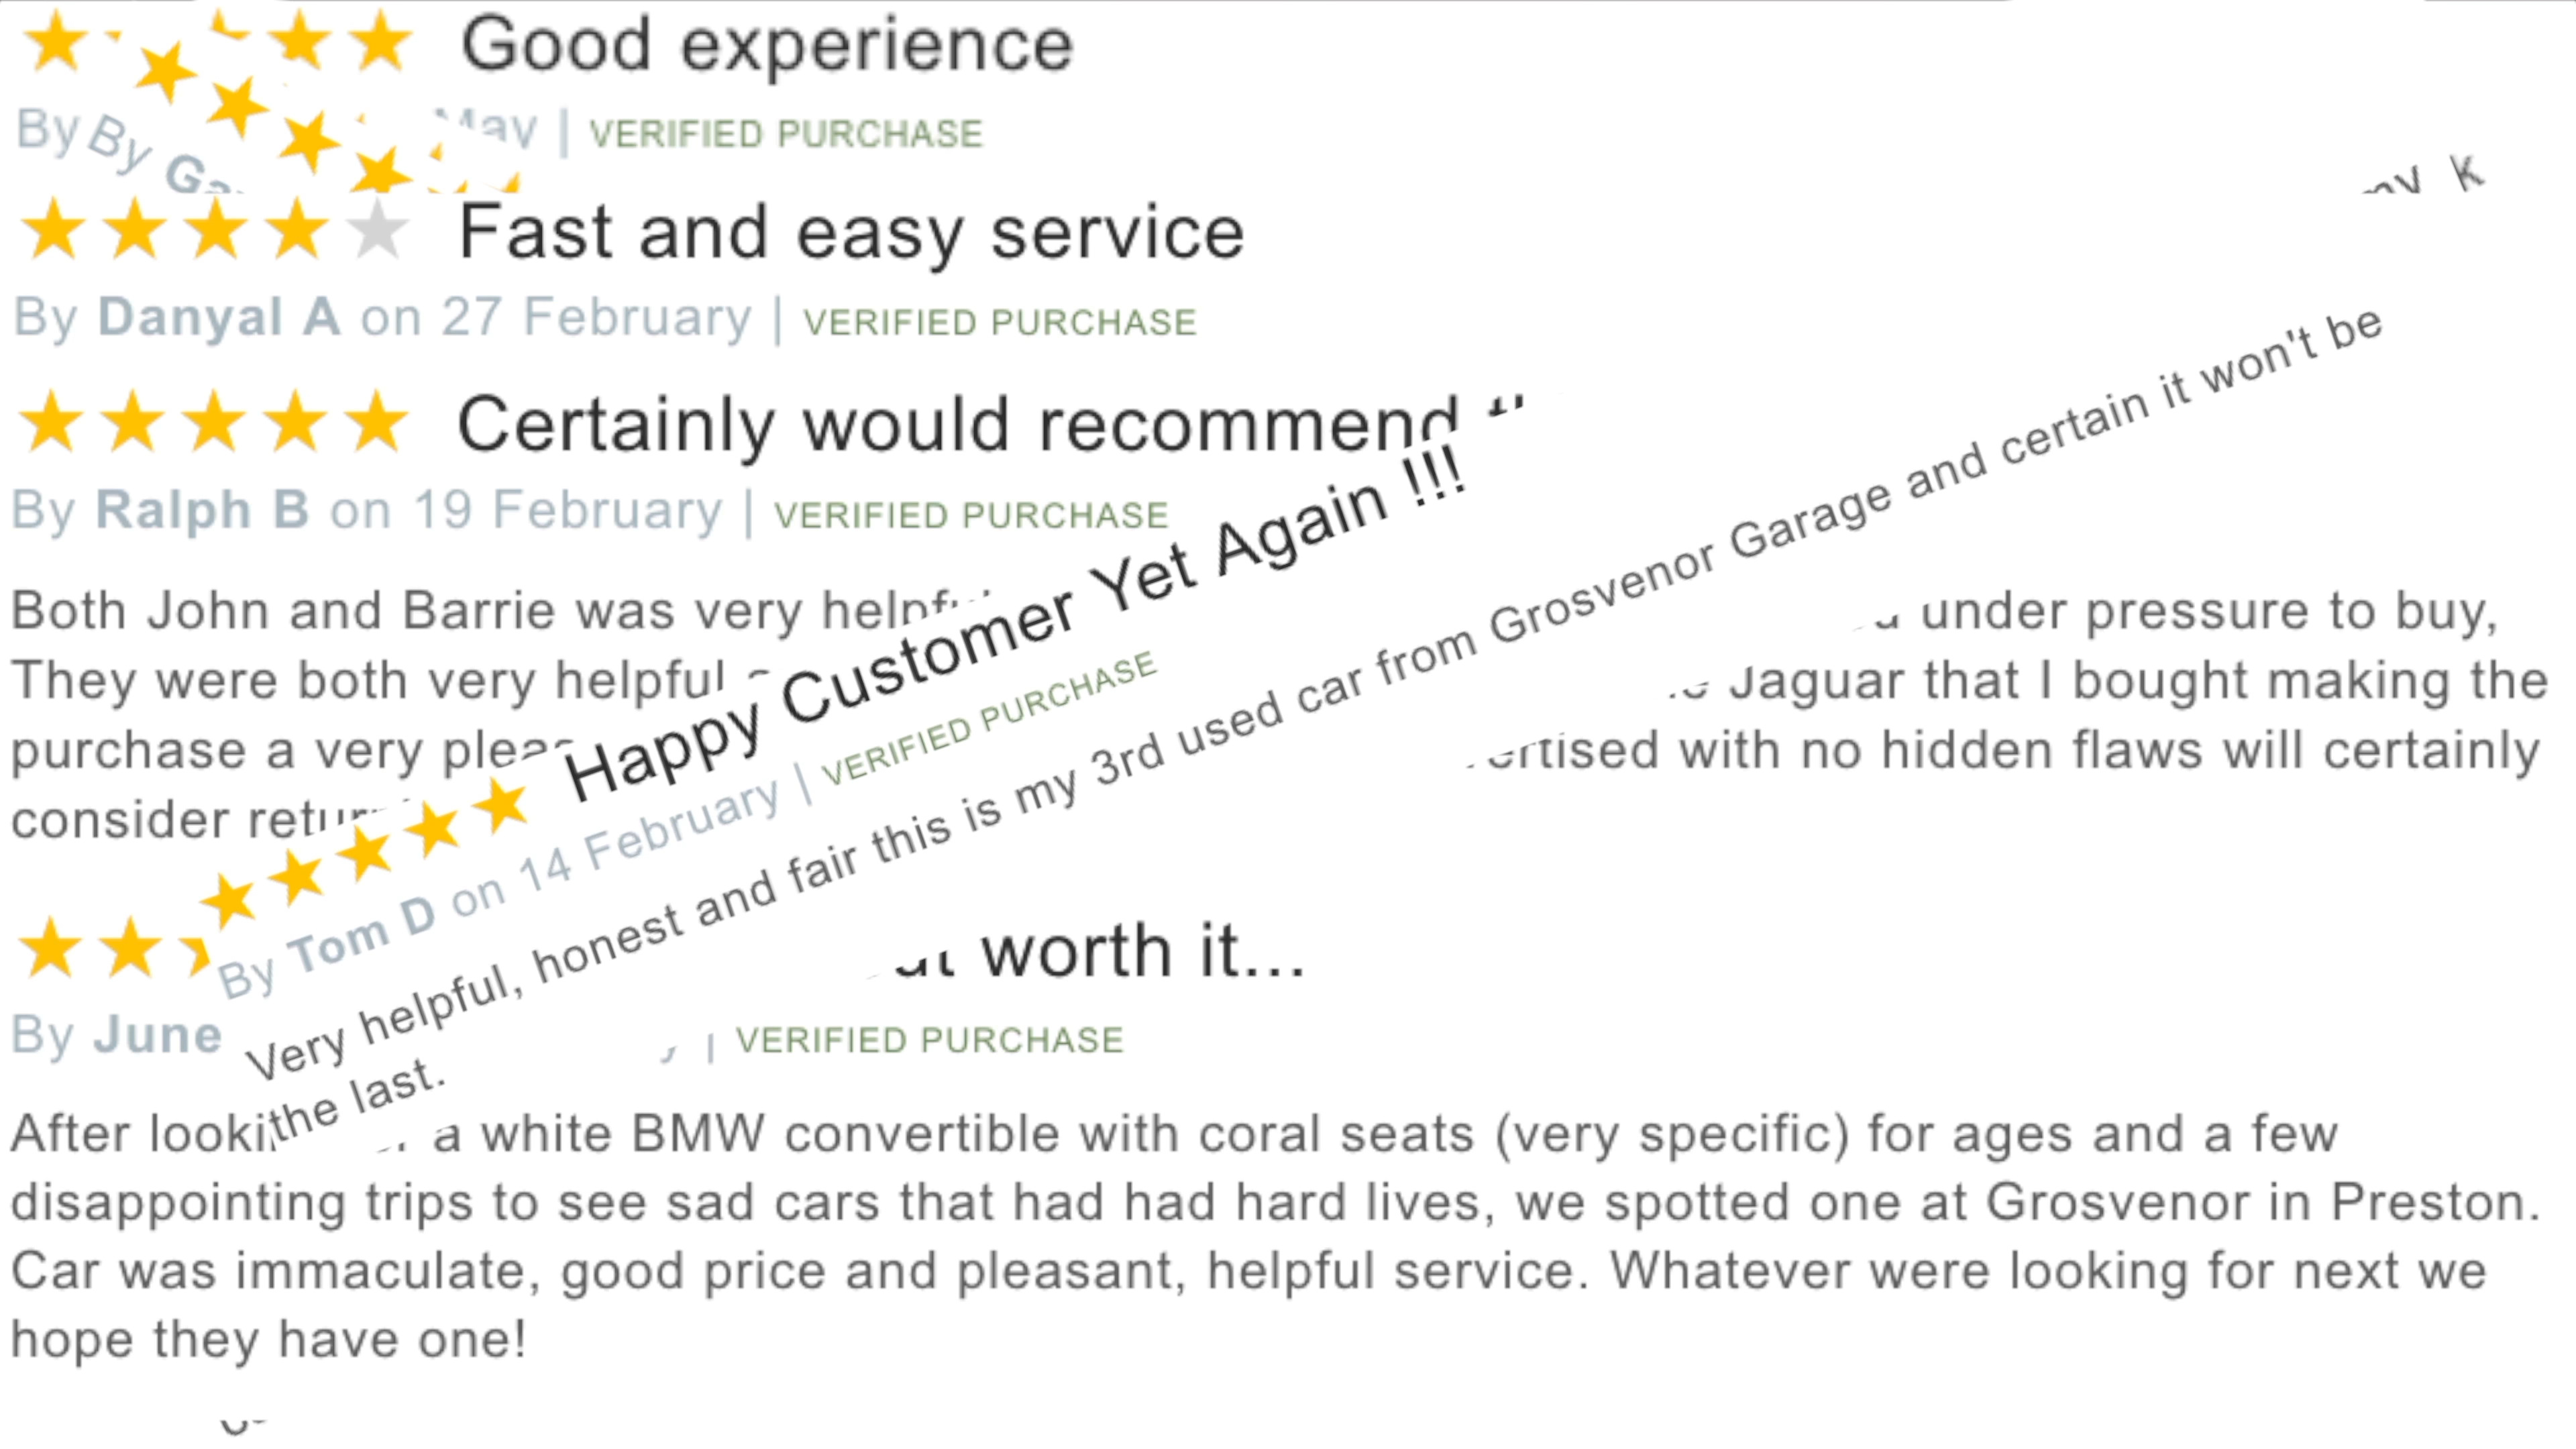 Good experience
By
By
| VERIFIED PURCHASE
Fast and easy service
By Danyal A on 27 February | VERIFIED PURCHASE
Certainly would recommend
By Ralph B on 19 February | VERIFIED PURCHASE
Both John and Barrie was very
under pressure to buy,
They were both very helpful
Jaguar that I bought making the
purchase a very
with no hidden flaws will certainly
consider
Happy Customer Yet Again !!!
By Tom D on 14 February | VERIFIED PURCHASE
Very helpful, honest and fair this is my 3rd used car from Grosvenor Garage and certain it won't be
the last.
worth it...
By June
| VERIFIED PURCHASE
After
a white BMW convertible with coral seats (very specific) for ages and a few
disappointing trips to see sad cars that had had hard lives, we spotted one at Grosvenor in Preston.
Car was immaculate, good price and pleasant, helpful service. Whatever were looking for next we
hope they have one!